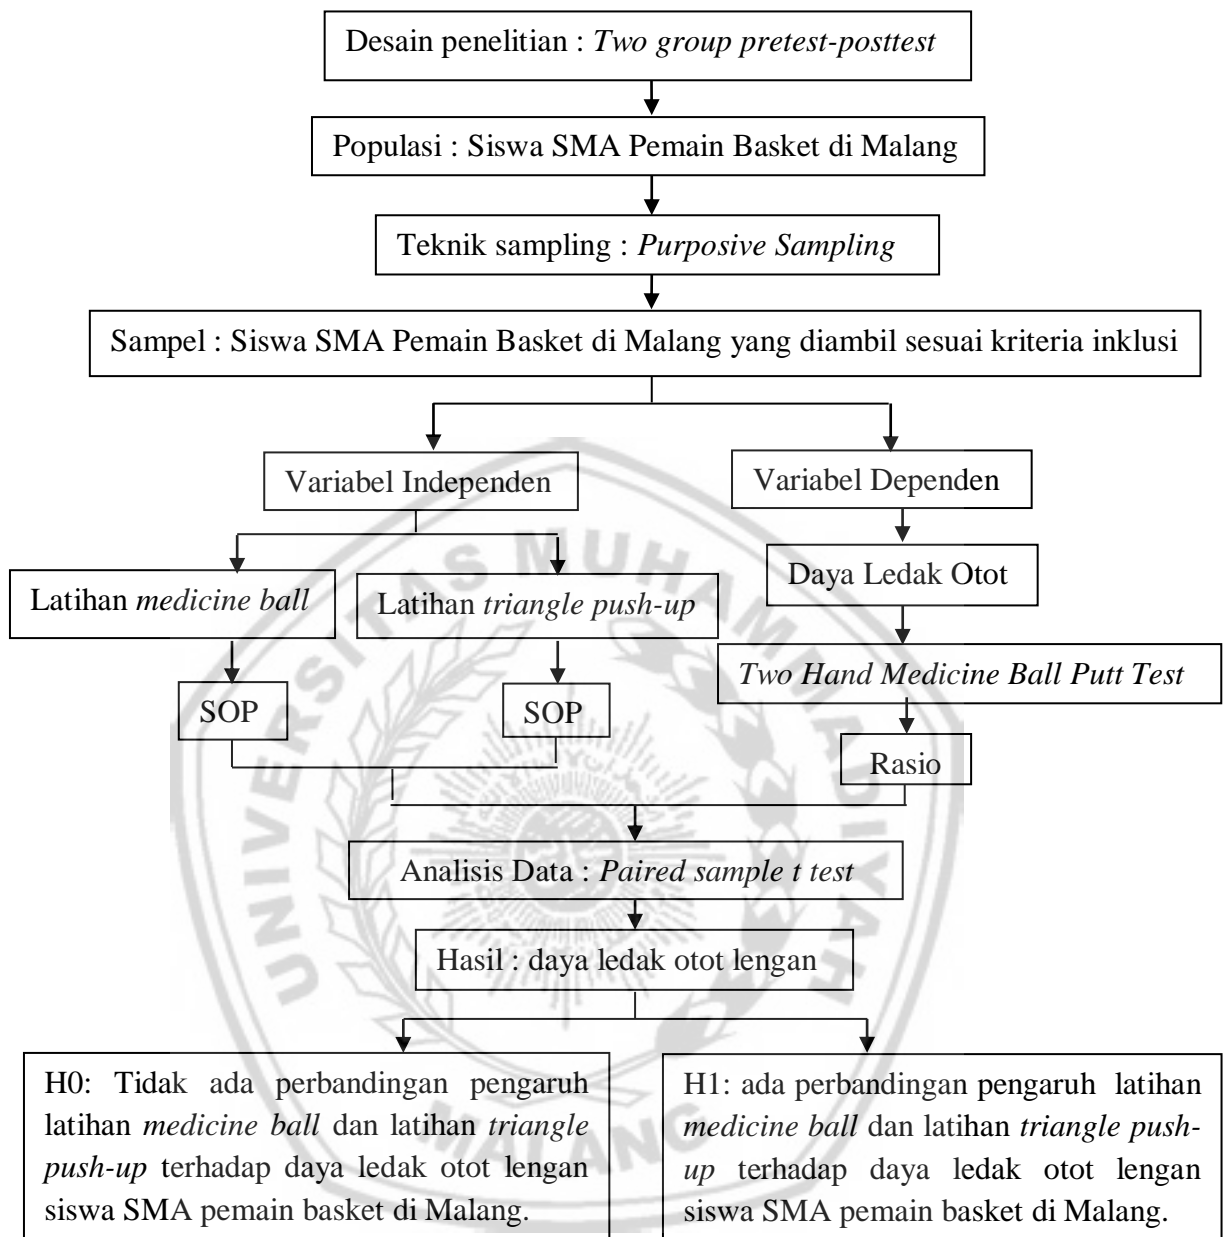 Desain penelitian : Two group pretest-posttest
Populasi : Siswa SMA Pemain Basket di Malang
Teknik sampling : Purposive Sampling
Sampel : Siswa SMA Pemain Basket di Malang yang diambil sesuai kriteria inklusi
Variabel Independen
Variabel Dependen
Latihan medicine ball
Latihan triangle push-up
Daya Ledak Otot
SOP
SOP
Two Hand Medicine Ball Putt Test
Rasio
Analisis Data : Paired sample t test
Hasil : daya ledak otot lengan
H0: Tidak ada perbandingan pengaruh
latihan medicine ball dan latihan triangle
push-up terhadap daya ledak otot lengan
siswa SMA pemain basket di Malang.
H1: ada perbandingan pengaruh latihan
medicine ball dan latihan triangle push-
up terhadap daya ledak otot lengan
siswa SMA pemain basket di Malang.
UNIVERSITAS MUHAMMADIYAH
MALANG